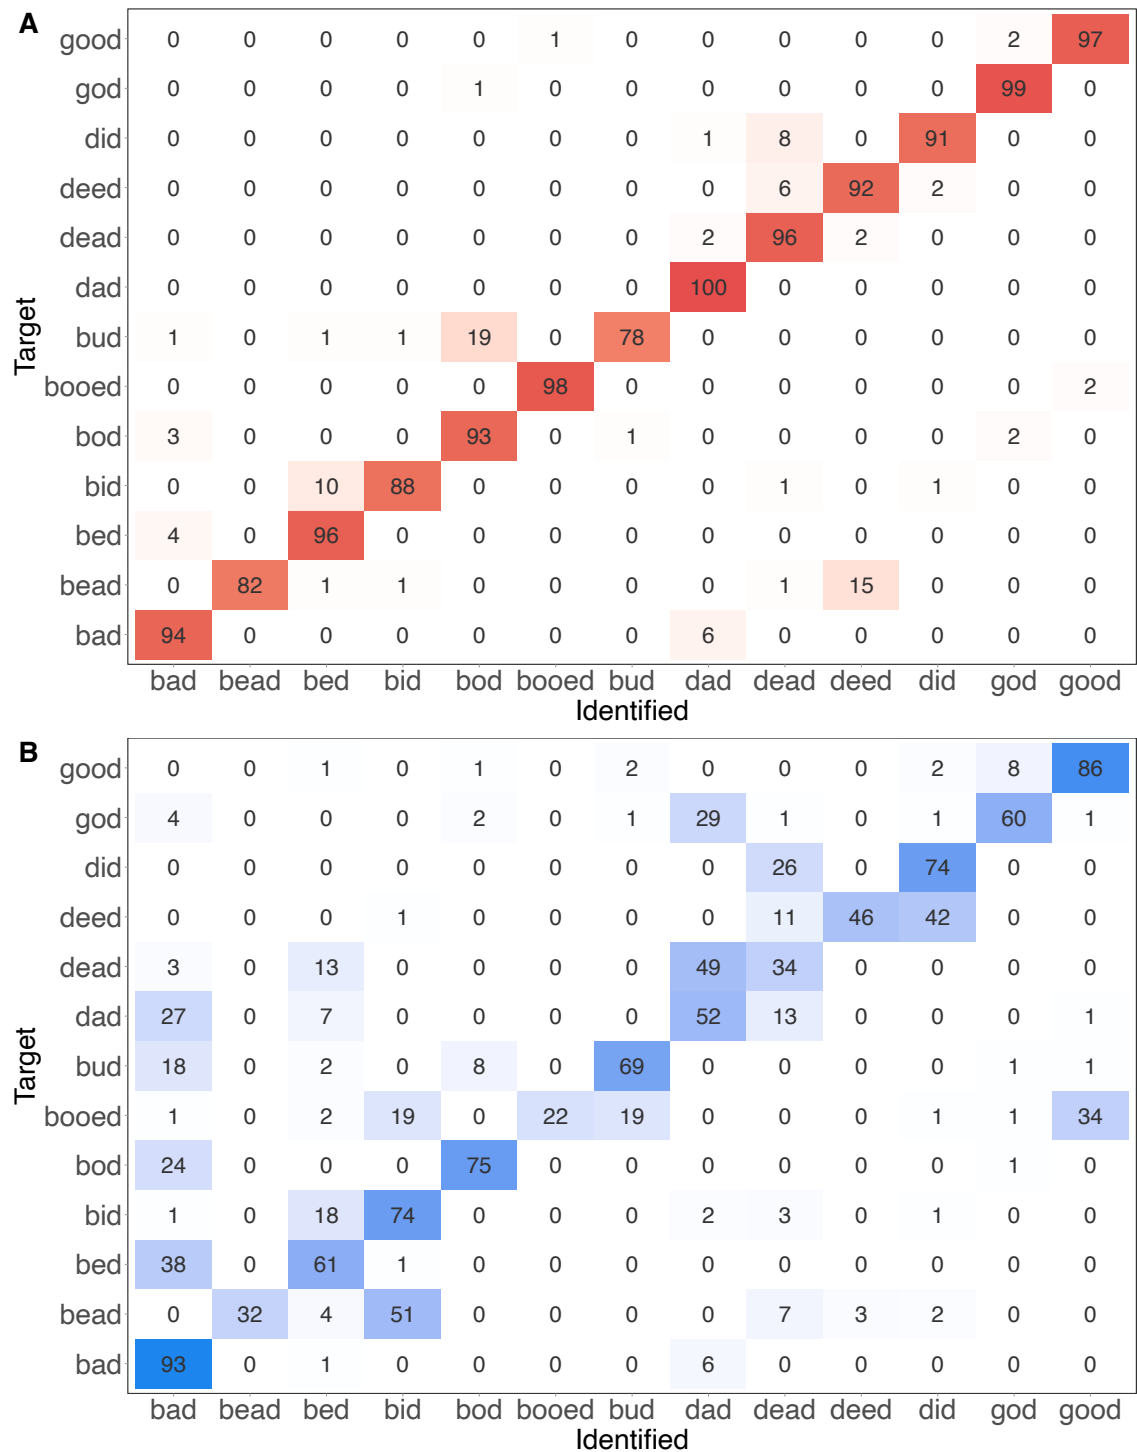 A
good 0 0 0 0 0 1 0 0 0 0 0 2 97
god 0 0 0 0 1 0 0 0 0 0 0 99 0
did 0 0 0 0 0 0 0 1 8 0 91 0 0
deed 0 0 0 0 0 0 0 0 6 92 2 0 0
dead 0 0 0 0 0 0 0 2 96 2 0 0 0
dad 0 0 0 0 0 0 0 100 0 0 0 0 0
bud 1 0 1 1 19 0 78 0 0 0 0 0 0
booed 0 0 0 0 0 98 0 0 0 0 0 0 2
bod 3 0 0 0 93 0 1 0 0 0 0 2 0
bid 0 0 10 88 0 0 0 0 1 0 1 0 0
bed 4 0 96 0 0 0 0 0 0 0 0 0 0
bead 0 82 1 1 0 0 0 0 1 15 0 0 0
bad 94 0 0 0 0 0 0 6 0 0 0 0 0
Target
bad bead bed bid bod booed bud dad dead deed did god good
Identified
B
good 0 0 1 0 1 0 2 0 0 0 2 8 86
god 4 0 0 0 2 0 1 29 1 0 1 60 1
did 0 0 0 0 0 0 0 0 26 0 74 0 0
deed 0 0 0 1 0 0 0 0 11 46 42 0 0
dead 3 0 13 0 0 0 0 49 34 0 0 0 0
dad 27 0 7 0 0 0 0 52 13 0 0 0 1
bud 18 0 2 0 8 0 69 0 0 0 0 1 1
booed 1 0 2 19 0 22 19 0 0 0 1 1 34
bod 24 0 0 0 75 0 0 0 0 0 0 1 0
bid 1 0 18 74 0 0 0 2 3 0 1 0 0
bed 38 0 61 1 0 0 0 0 0 0 0 0 0
bead 0 32 4 51 0 0 0 0 7 3 2 0 0
bad 93 0 1 0 0 0 0 6 0 0 0 0 0
Target
bad bead bed bid bod booed bud dad dead deed did god good
Identified